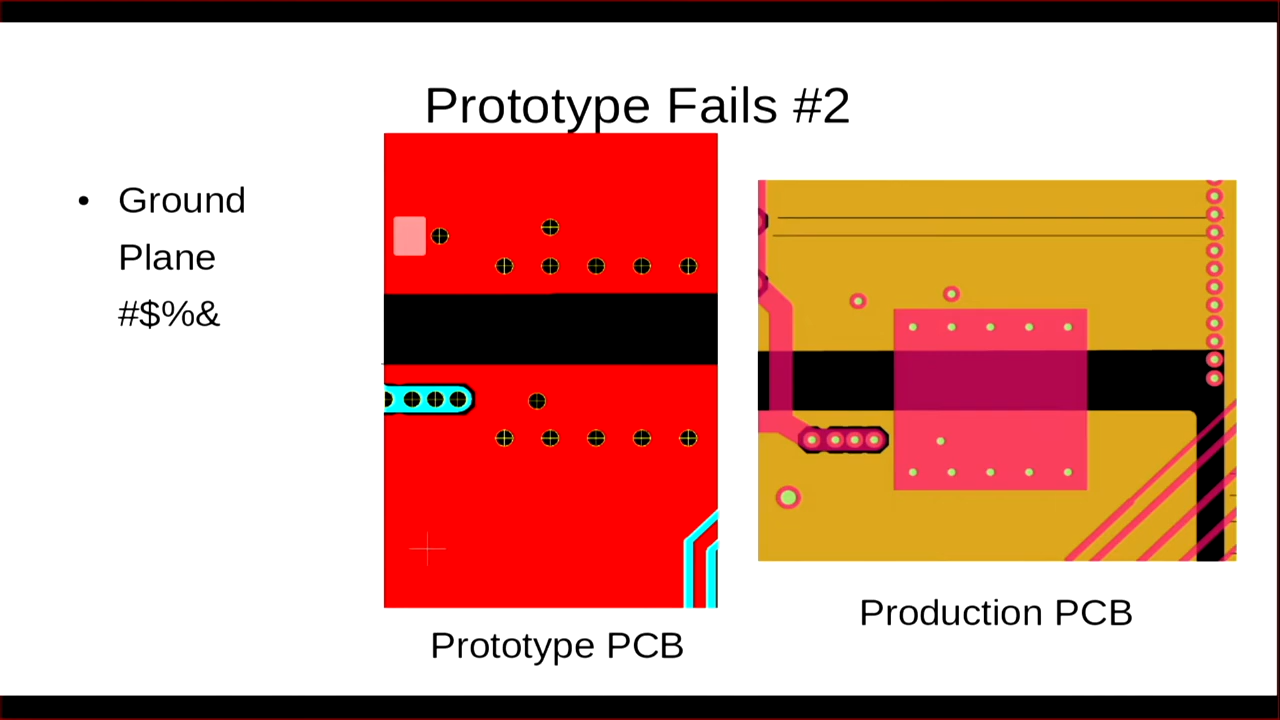 Prototype Fails #2
• Ground
Plane
#$%&
Prototype PCB
Production PCB